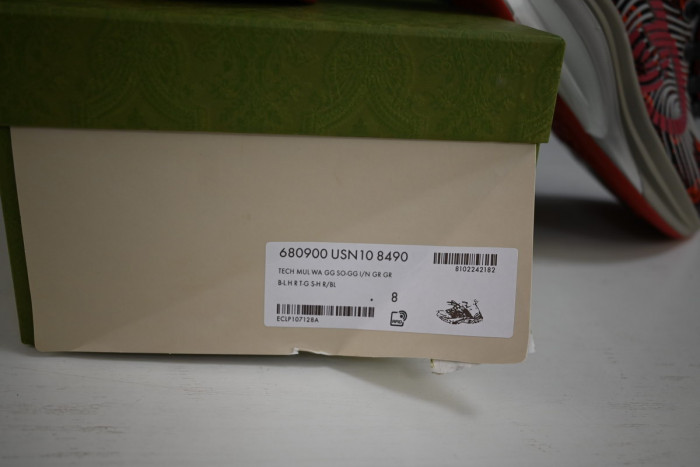 680900 USN10 8490
8102242182
TECH MUL WA GG SO-GG I/N GR GR
B-L H R T-G S-H R/BL
8
ECLP107128A